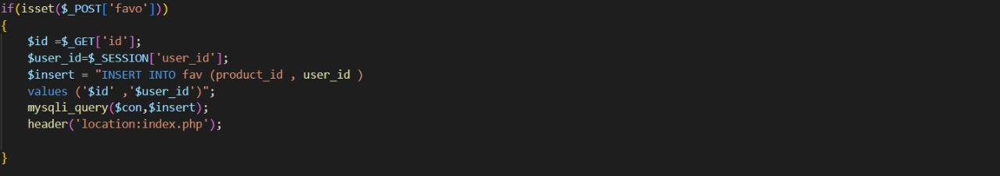 if(isset($_POST['favo']))
{
$id =$_GET['id'];
$user_id=$_SESSION['user_id'];
$insert = "INSERT INTO fav (product_id , user_id )
values ('$id' ,'$user_id')";
mysqli_query($con,$insert);
header('location:index.php');
}